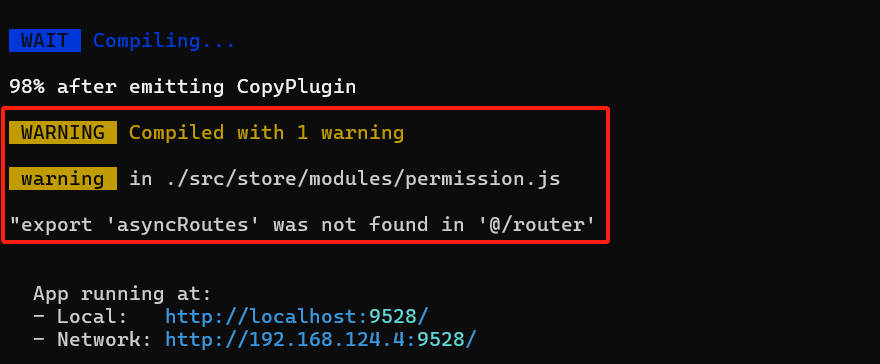 WAIT Compiling...
98% after emitting CopyPlugin
WARNING Compiled with 1 warning
warning in ./src/store/modules/permission.js
"export 'asyncRoutes' was not found in '@/router'
App running at:
- Local: http://localhost:9528/
- Network: http://192.168.124.4:9528/